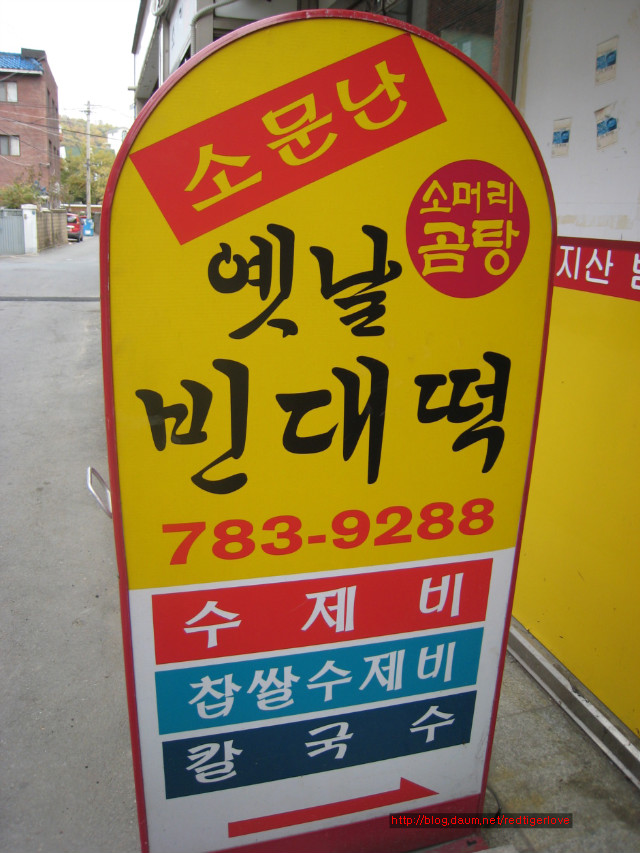 소문난
소머리
곰탕
옛날
빈대떡
783-9288
수제비
찹쌀수제비
칼국수
지산
http://blog.daum.net/redtigerlove